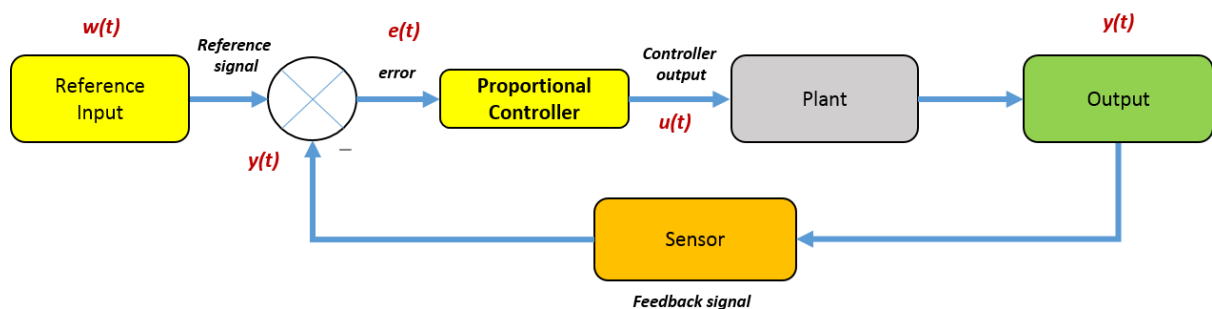 w(t)
Reference
signal
Reference
Input
e(t)
error
Proportional
Controller
Controller
output
u(t)
Plant
y(t)
Output
y(t)
–
Sensor
Feedback signal